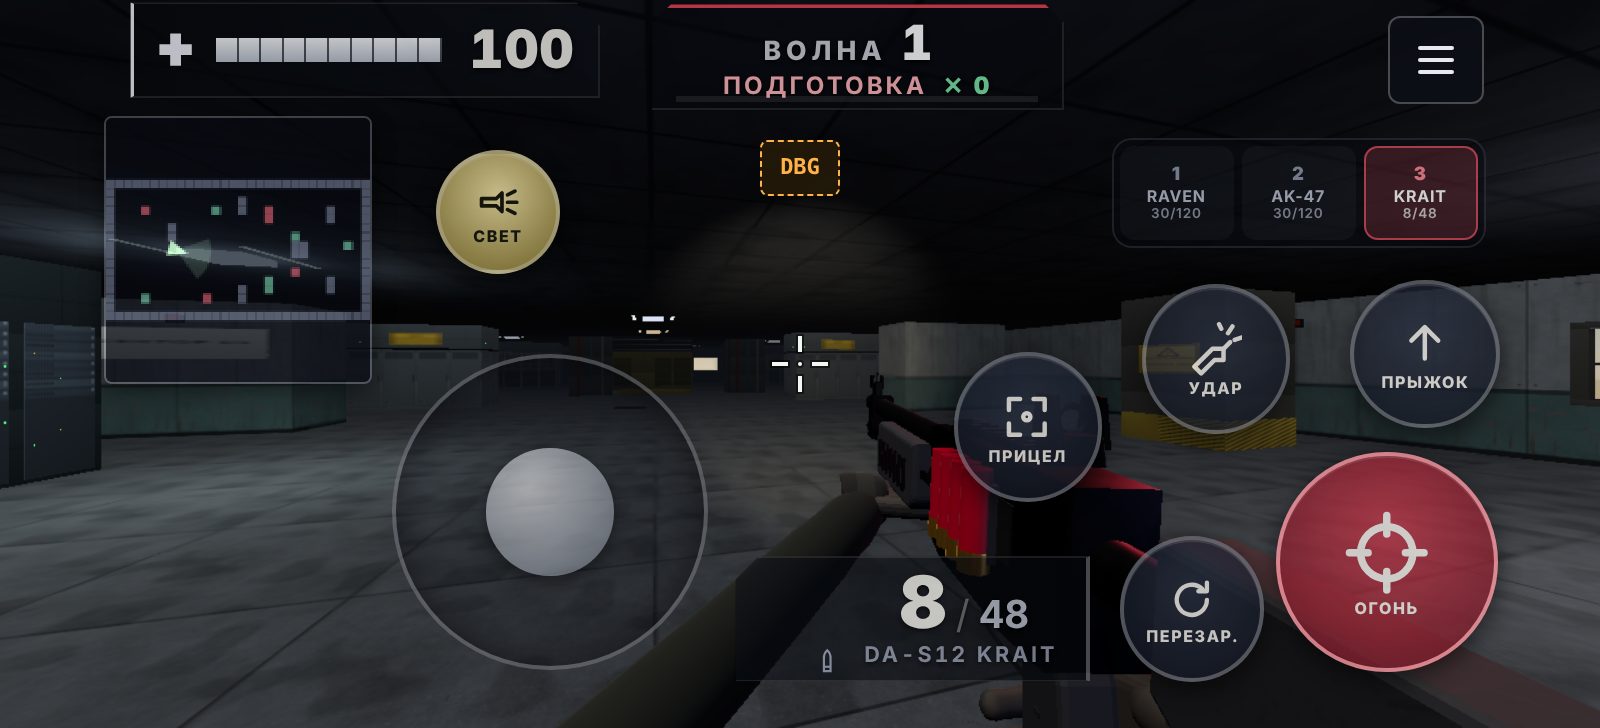 100
ВОЛНА 1
ПОДГОТОВКА × 0
СВЕТ
DBG
1
RAVEN
30/120
2
AK-47
30/120
3
KRAIT
8/48
УДАР
ПРЫЖОК
ПРИЦЕЛ
ОГОНЬ
ПЕРЕЗАР.
8 / 48
DA-S12 KRAIT